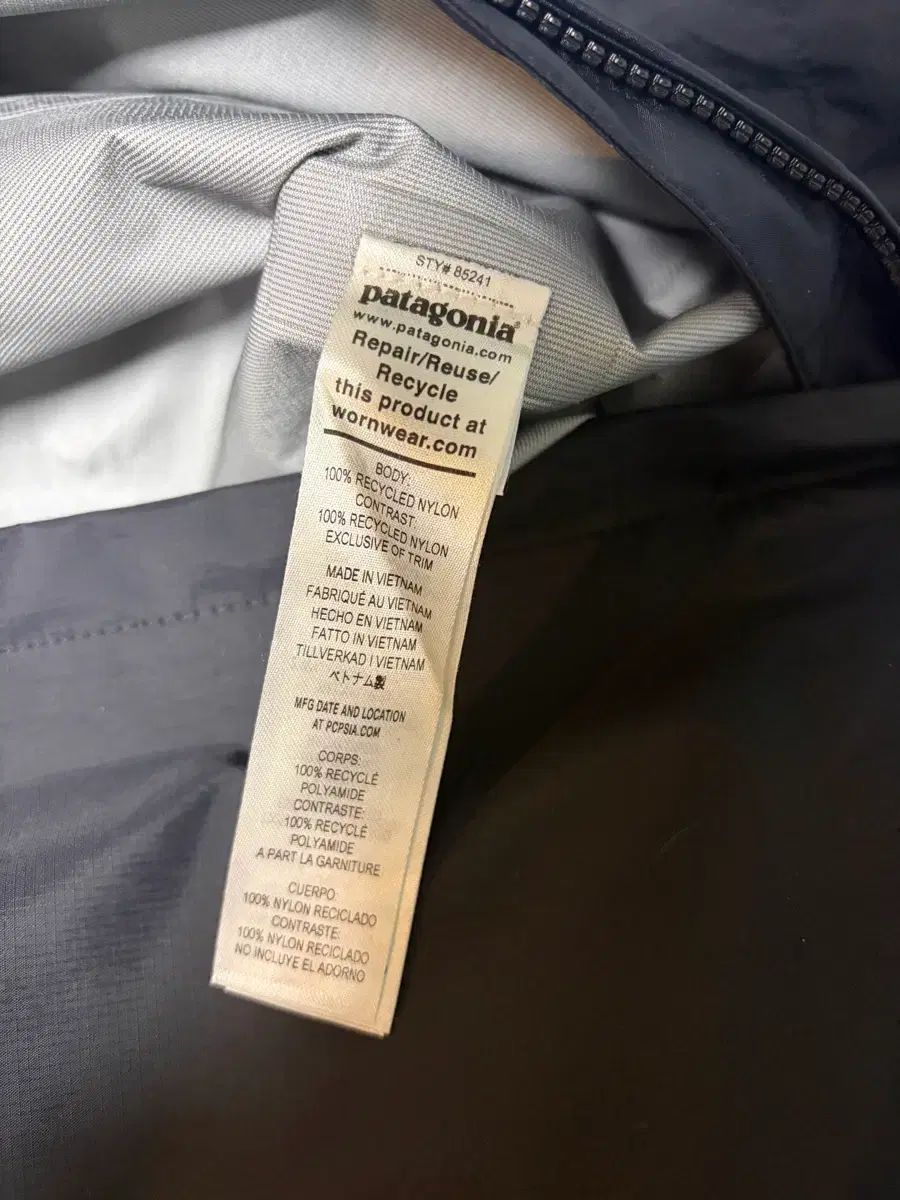 STY# 85241
patagonia®
www.patagonia.com
Repair/Reuse/
Recycle
this product at
wornwear.com
BODY:
100% RECYCLED NYLON
CONTRAST:
100% RECYCLED NYLON
EXCLUSIVE OF TRIM
MADE IN VIETNAM
FABRIQUÉ AU VIETNAM
HECHO EN VIETNAM
FATTO IN VIETNAM
TILLVERKAD I VIETNAM
ベトナム製
MFG DATE AND LOCATION
AT PCPSIA.COM
CORPS:
100% RECYCLÉ
POLYAMIDE
CONTRASTE:
100% RECYCLÉ
POLYAMIDE
A PART LA GARNITURE
CUERPO:
100% NYLON RECICLADO
CONTRASTE:
100% NYLON RECICLADO
NO INCLUYE EL ADORNO